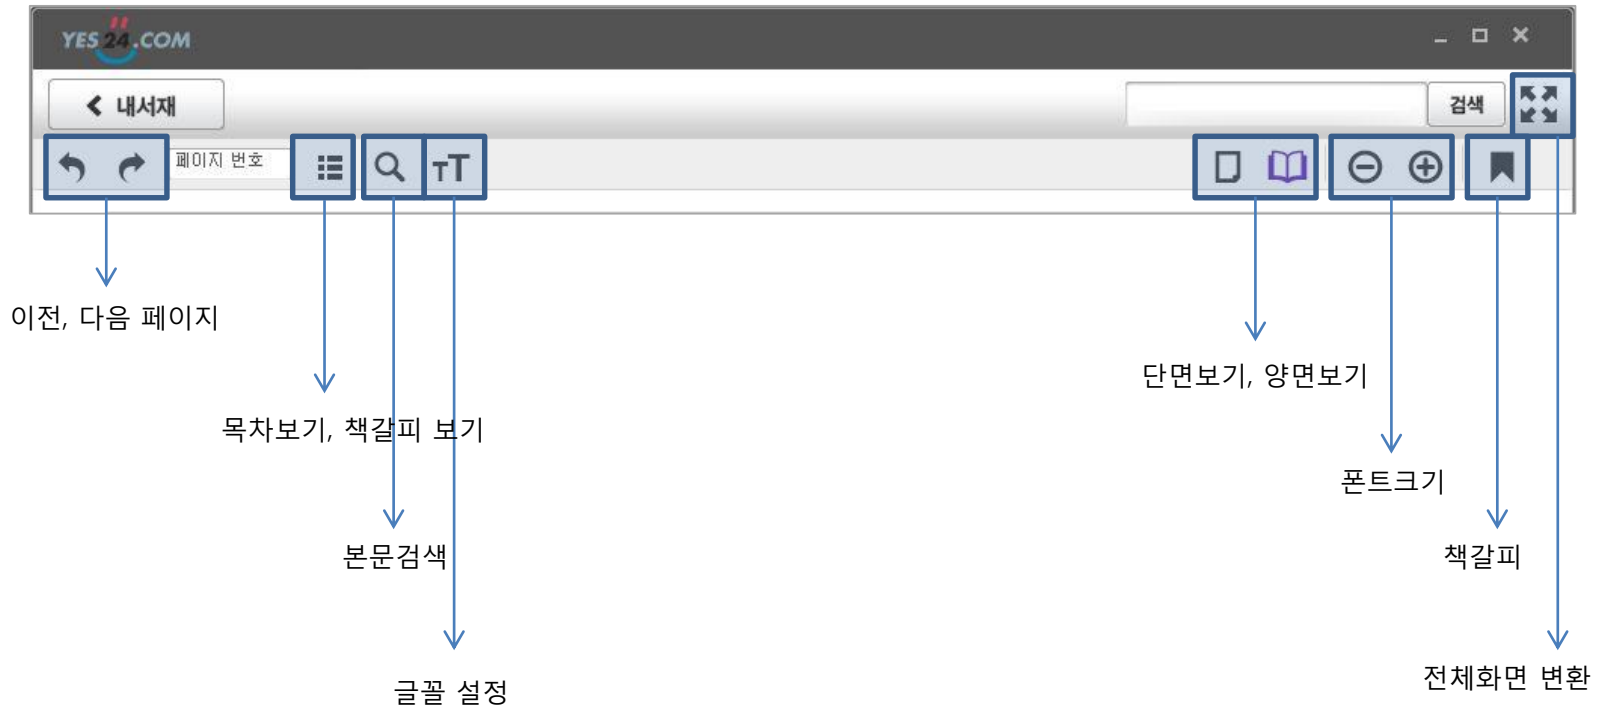 YES24.COM
내서재
검색
페이지 번호
TT
이전, 다음 페이지
단면보기, 양면보기
목차보기, 책갈피 보기
폰트크기
본문검색
책갈피
전체화면 변환
글꼴 설정